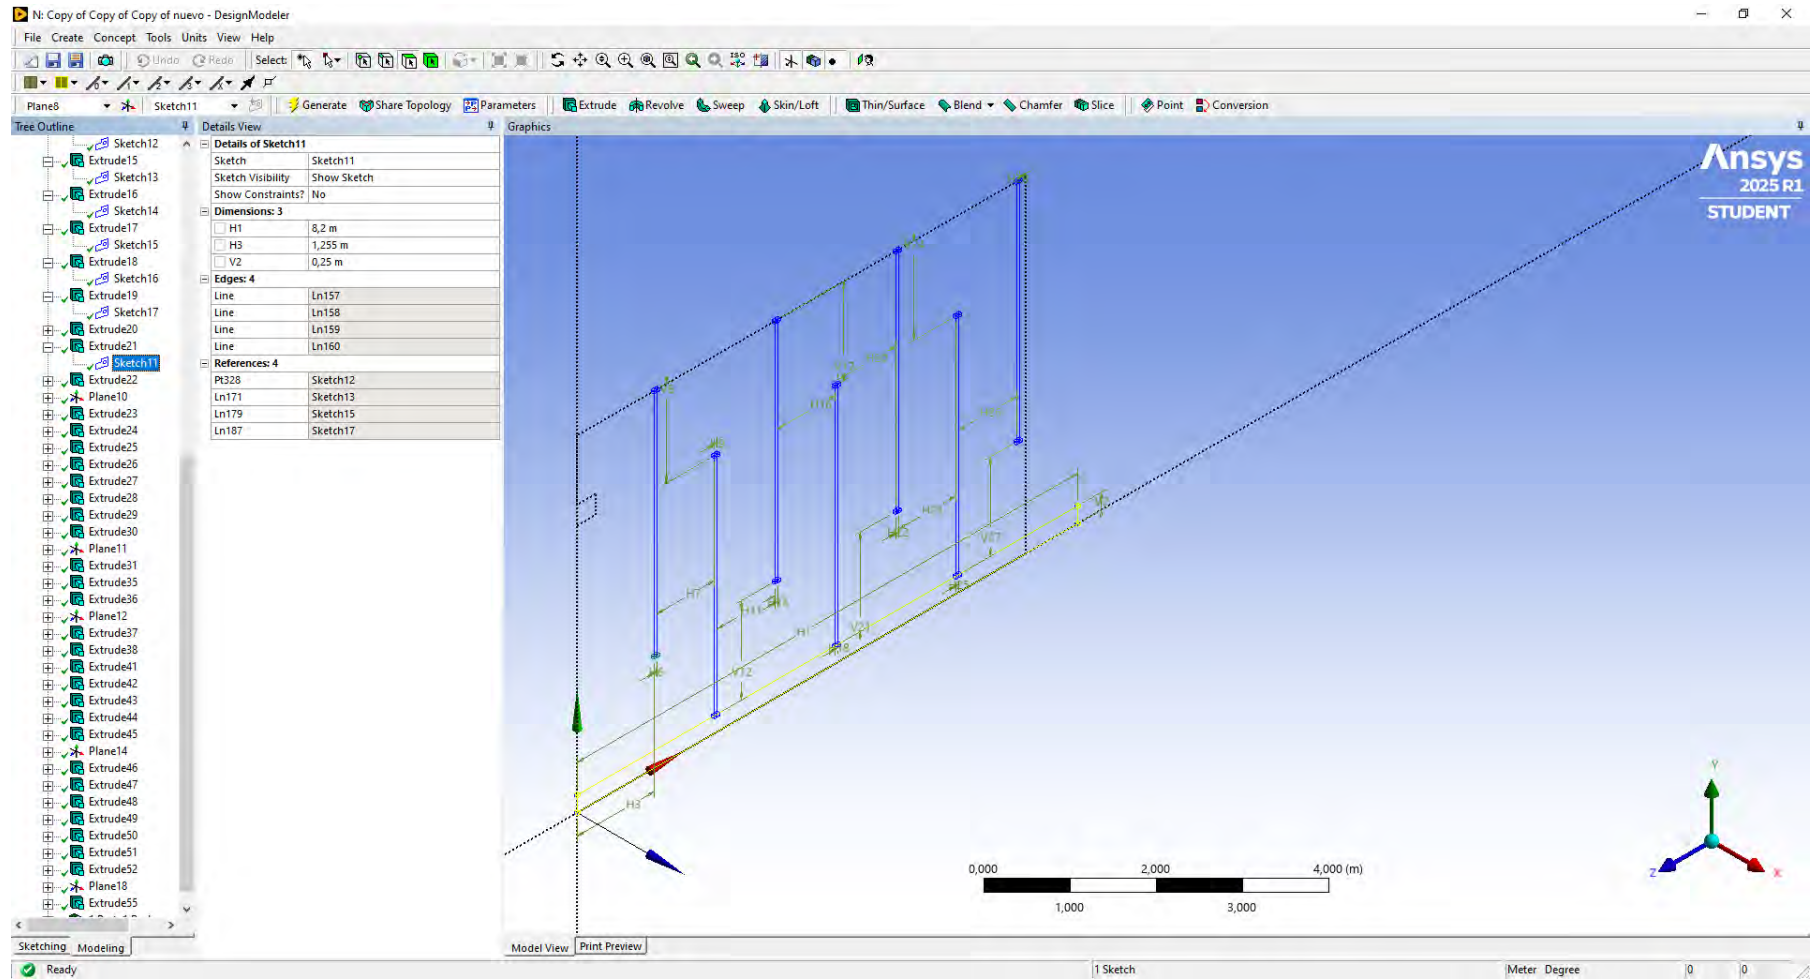 N: Copy of Copy of Copy of nuevo - DesignModeler
File Create Concept Tools Units View Help
Undo Redo Select: ISO
Plane8 Sketch11 Generate Share Topology Parameters Extrude Revolve Sweep Skin/Loft Thin/Surface Blend Chamfer Slice Point Conversion
Tree Outline
Sketch12
Extrude15
Sketch13
Extrude16
Sketch14
Extrude17
Sketch15
Extrude18
Sketch16
Extrude19
Sketch17
Extrude20
Extrude21
Sketch11
Extrude22
Plane10
Extrude23
Extrude24
Extrude25
Extrude26
Extrude27
Extrude28
Extrude29
Extrude30
Plane11
Extrude31
Extrude35
Extrude36
Plane12
Extrude37
Extrude38
Extrude41
Extrude42
Extrude43
Extrude44
Extrude45
Plane14
Extrude46
Extrude47
Extrude48
Extrude49
Extrude50
Extrude51
Extrude52
Plane18
Extrude55
Sketching Modeling
Details View
Details of Sketch11
Sketch Sketch11
Sketch Visibility Show Sketch
Show Constraints? No
Dimensions: 3
H1 8,2 m
H3 1,255 m
V2 0,25 m
Edges: 4
Line Ln157
Line Ln158
Line Ln159
Line Ln160
References: 4
Pt328 Sketch12
Ln171 Sketch13
Ln179 Sketch15
Ln187 Sketch17
Graphics
Ansys
2025 R1
STUDENT
H7
H11
H1
V12
V21
V27
H3
0,000 2,000 4,000 (m)
1,000 3,000
Y
Z X
Model View Print Preview
Ready 1 Sketch Meter Degree 0 0